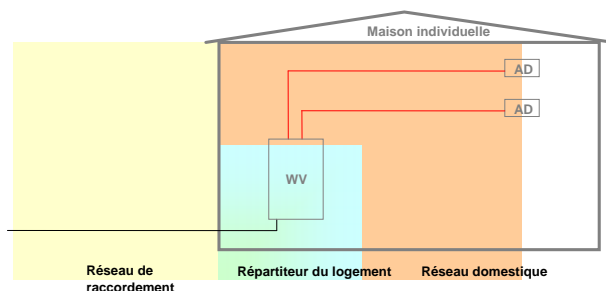 Maison individuelle
AD
AD
WV
Réseau de
raccordement
Répartiteur du logement
Réseau domestique